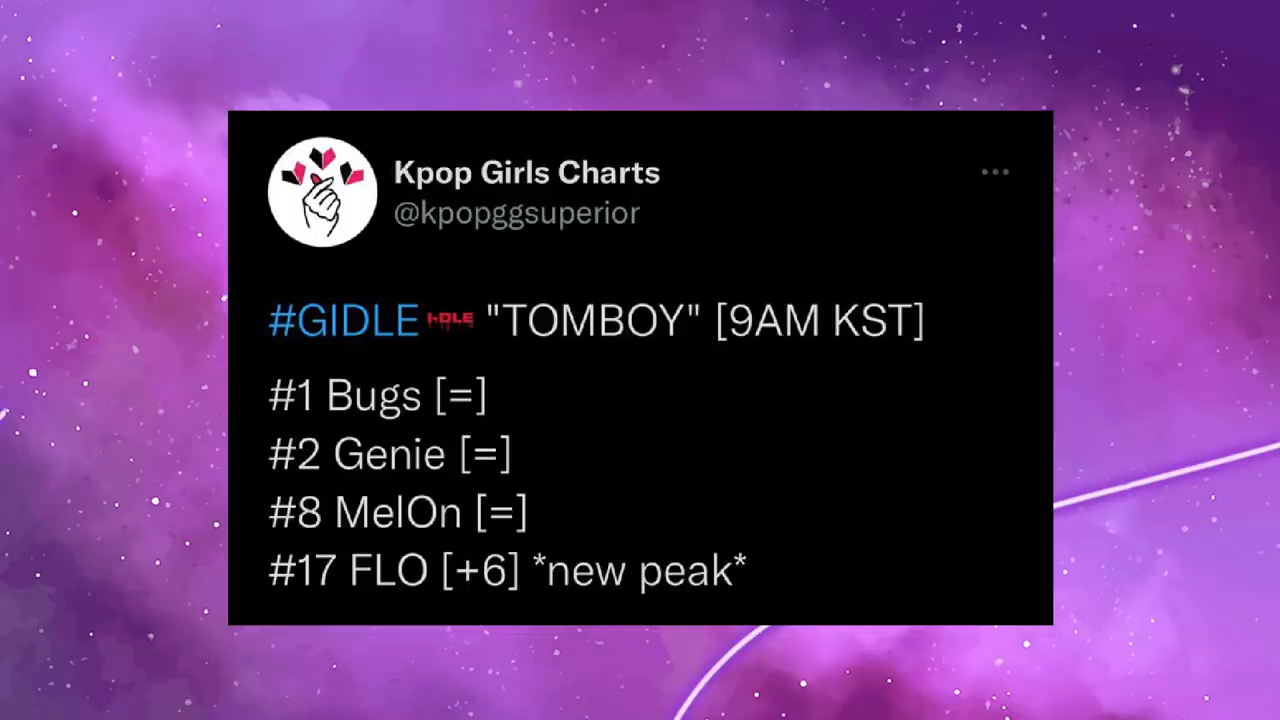 Kpop Girls Charts
@kpopggsuperior
#GIDLE I-DLE "TOMBOY" [9AM KST]
#1 Bugs [=]
#2 Genie [=]
#8 MelOn [=]
#17 FLO [+6] *new peak*